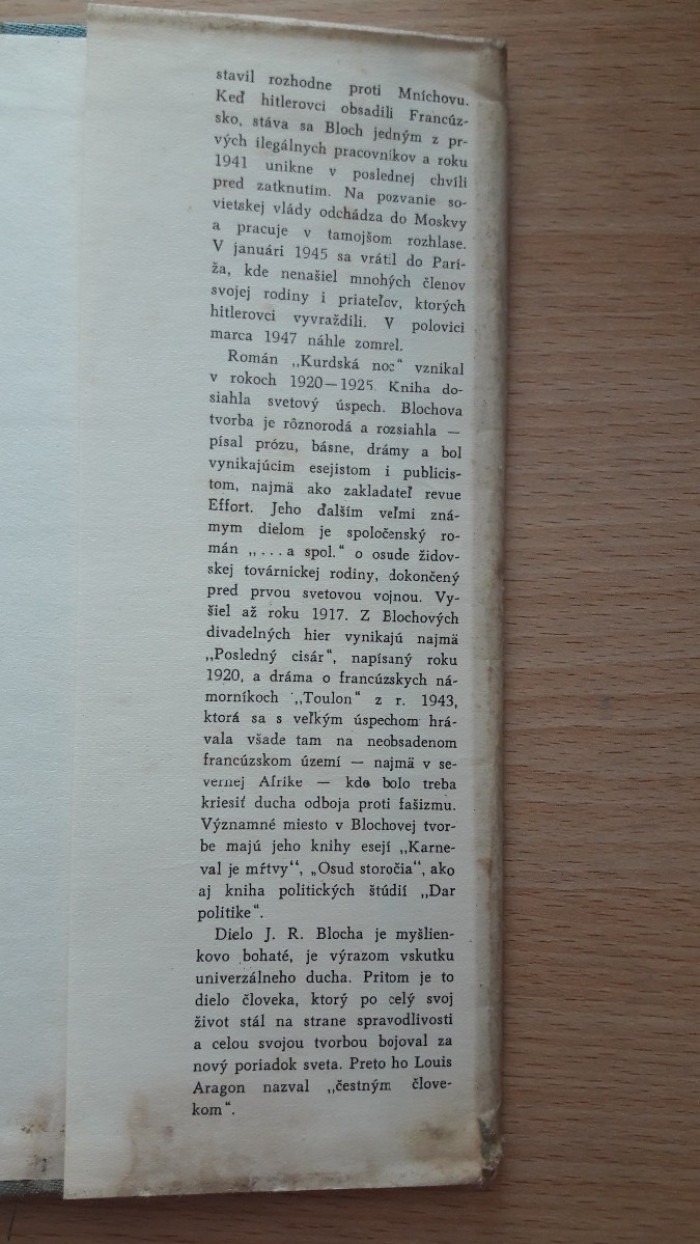 stavil rozhodne proti Mníchovu.
Keď hitlerovci obsadili Francúz-
sko, stáva sa Bloch jedným z pr-
vých ilegálnych pracovníkov a roku
1941 unikne v poslednej chvíli
pred zatknutím. Na pozvanie so-
vietskej vlády odchádza do Moskvy
a pracuje v tamojšom rozhlase.
V januári 1945 sa vrátil do Parí-
ža, kde nenašiel mnohých členov
svojej rodiny i priateľov, ktorých
hitlerovci vyvraždili. V polovici
marca 1947 náhle zomrel.
Román „Kurdská noc“ vznikal
v rokoch 1920—1925. Kniha do-
siahla svetový úspech. Blochova
tvorba je rôznorodá a rozsiahla —
písal prózu, básne, drámy a bol
vynikajúcim esejistom i publicis-
tom, najmä ako zakladateľ revue
Effort. Jeho ďalším veľmi zná-
mym dielom je spoločenský ro-
mán „...a spol.“ o osude židov-
skej továrnickej rodiny, dokončený
pred prvou svetovou vojnou. Vy-
šiel až roku 1917. Z Blochových
divadelných hier vynikajú najmä
„Posledný cisár“, napísaný roku
1920, a dráma o francúzskych ná-
morníkoch „Toulon“ z r. 1943,
ktorá sa s veľkým úspechom hrá-
vala všade tam na neobsadenom
francúzskom území — najmä v se-
vernej Afrike — kde bolo treba
kriesiť ducha odboja proti fašizmu.
Významné miesto v Blochovej tvor-
be majú jeho knihy esejí „Karne-
val je mŕtvy“, „Osud storočia“, ako
aj kniha politických štúdií „Dar
politike“.
Dielo J. R. Blocha je myšlien-
kovo bohaté, je výrazom vskutku
univerzálneho ducha. Pritom je to
dielo človeka, ktorý po celý svoj
život stál na strane spravodlivosti
a celou svojou tvorbou bojoval za
nový poriadok sveta. Preto ho Louis
Aragon nazval „čestným člove-
kom“.